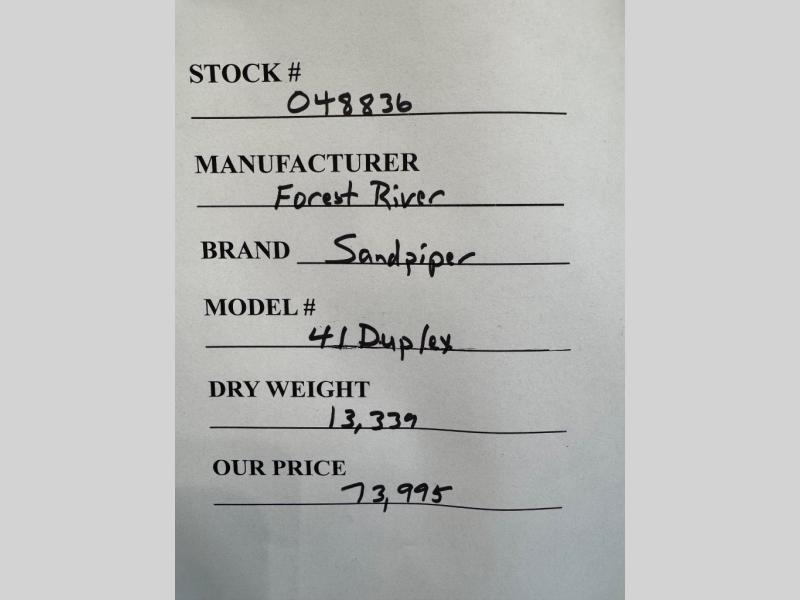 STOCK #
048836
MANUFACTURER
Forest River
BRAND Sandpiper
MODEL #
41 Duplex
DRY WEIGHT
13,339
OUR PRICE
73,995